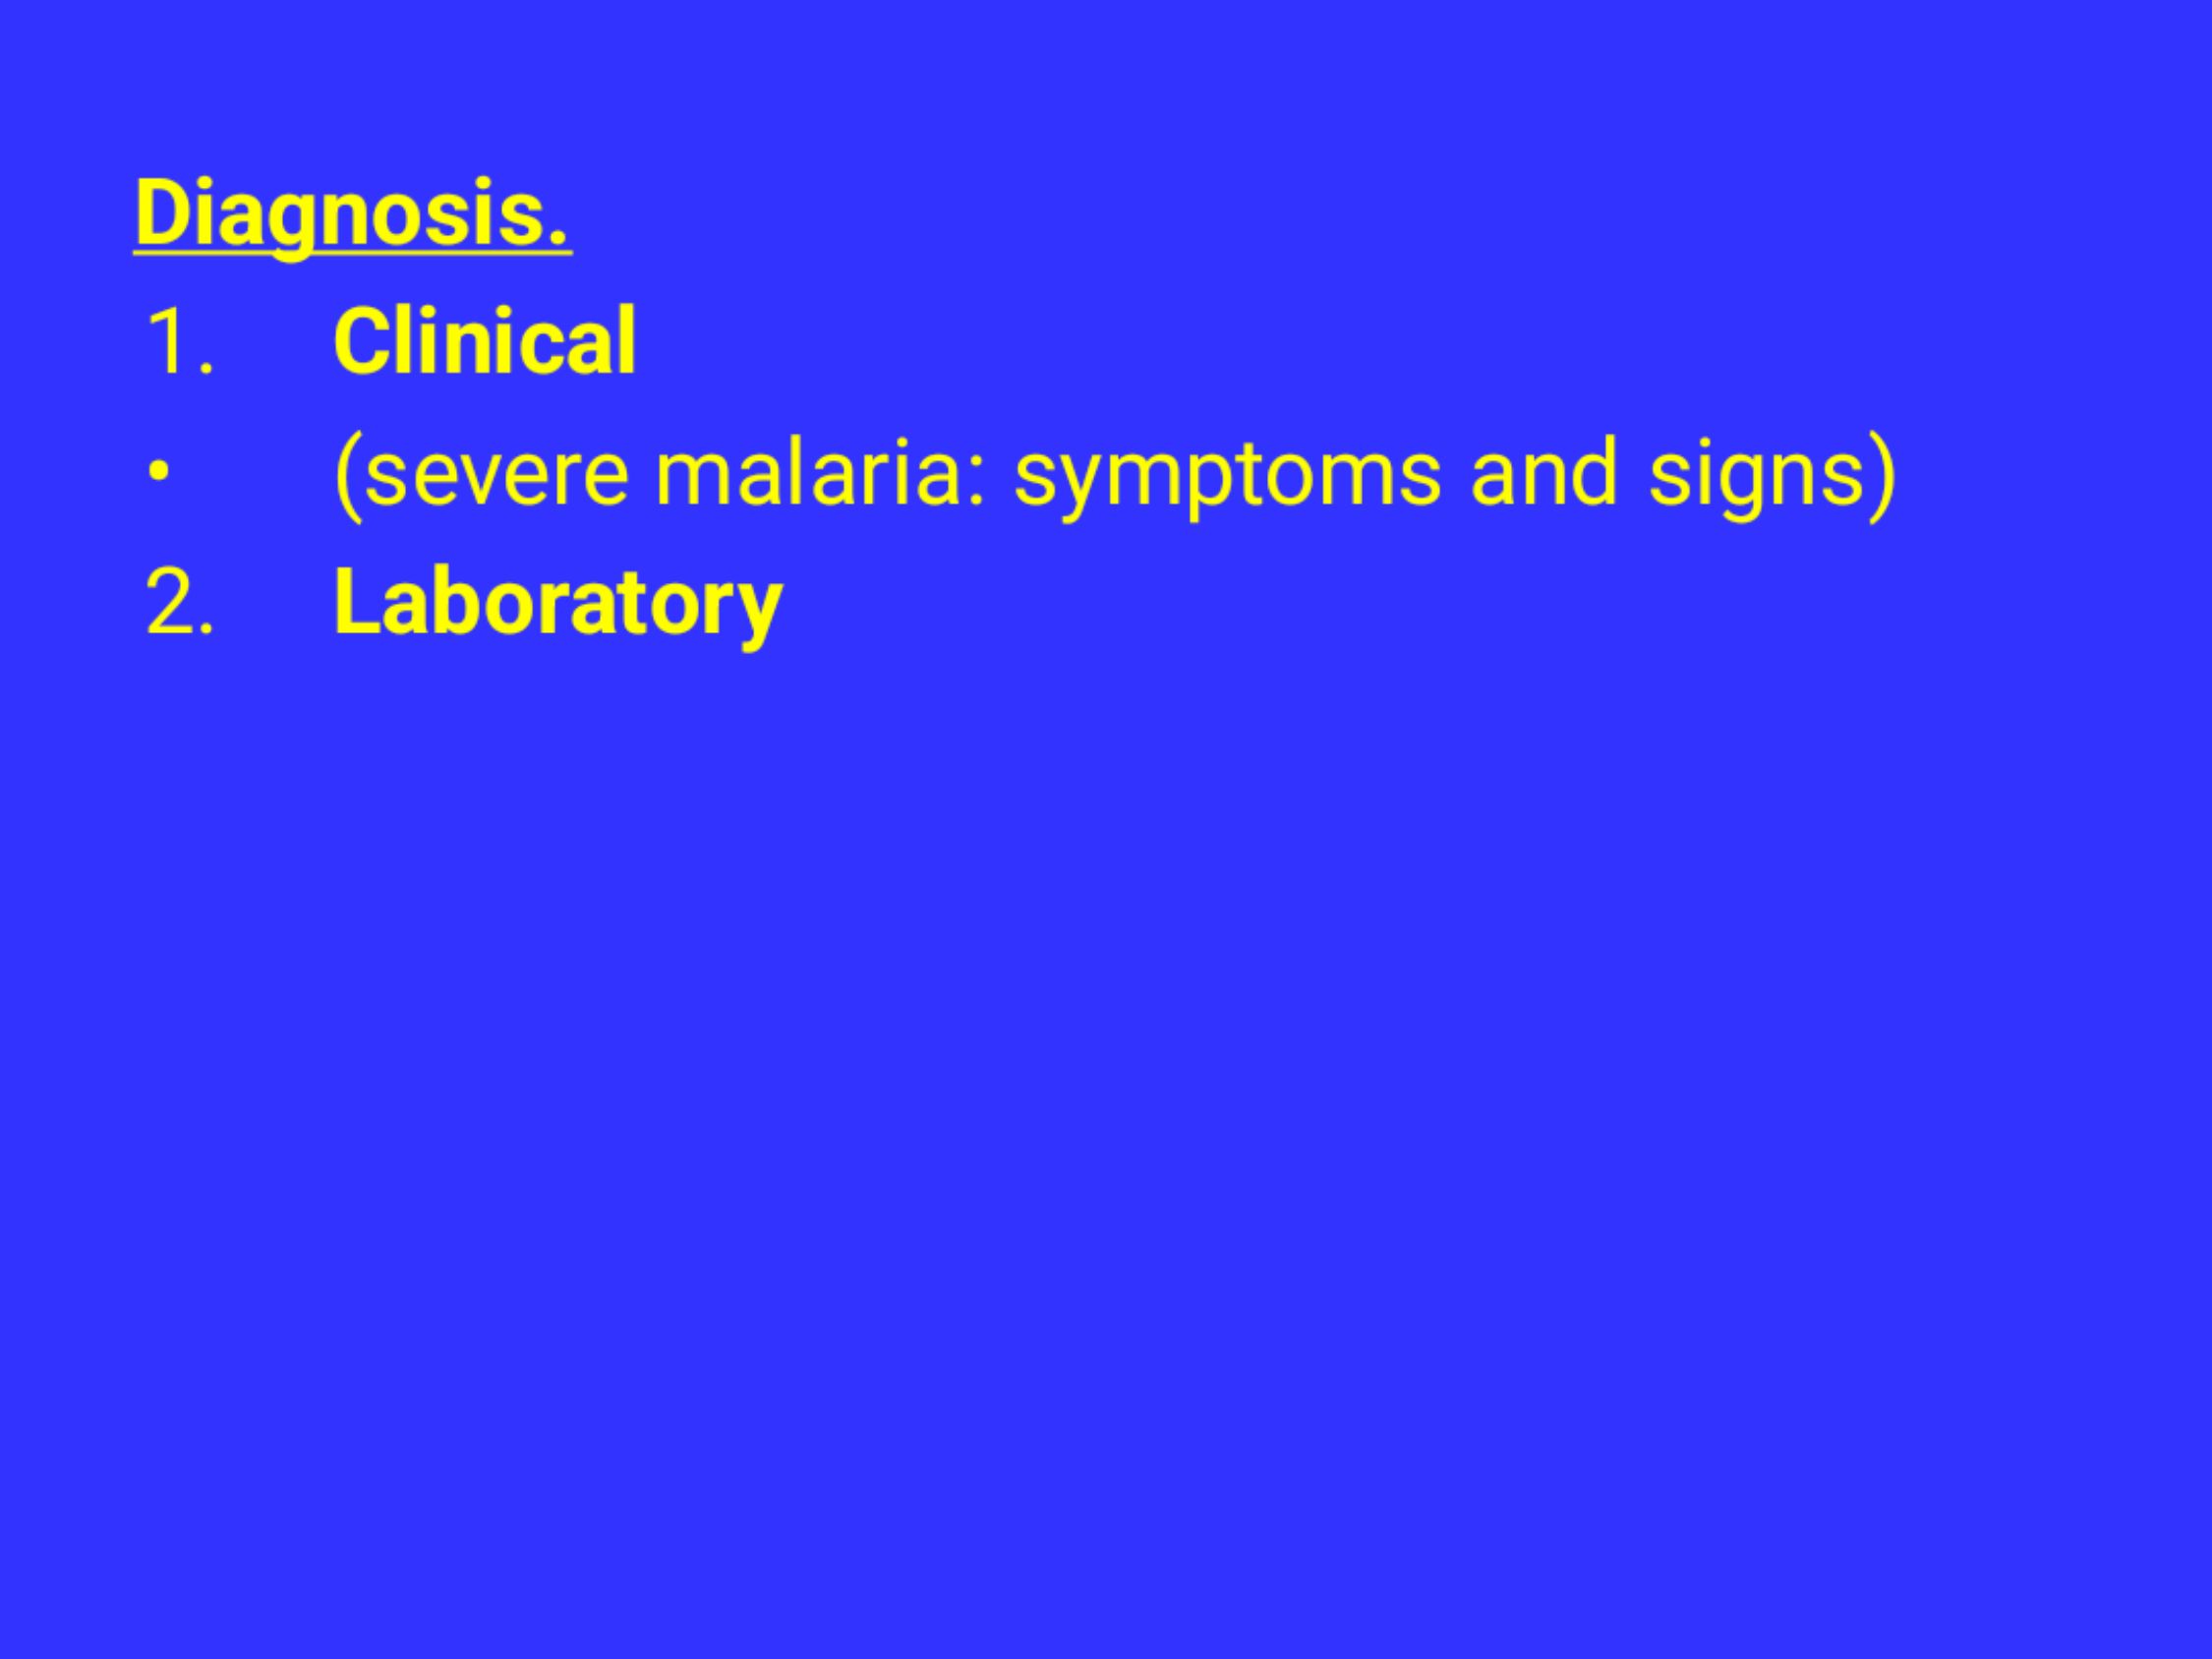 Diagnosis.
1. Clinical
• (severe malaria: symptoms and signs)
2. Laboratory